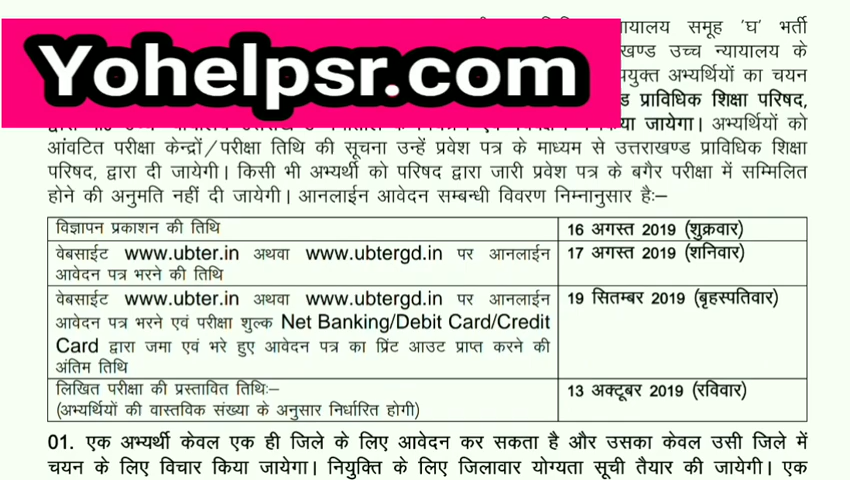 यायालय समूह 'घ' भर्ती
Yohelpsr.com
खण्ड उच्च न्यायालय के
पयुक्त अभ्यर्थियों का चयन
ड प्राविधिक शिक्षा परिषद,
या जायेगा। अभ्यर्थियों को
आंवटित परीक्षा केन्द्रों/परीक्षा तिथि की सूचना उन्हें प्रवेश पत्र के माध्यम से उत्तराखण्ड प्राविधिक शिक्षा
परिषद, द्वारा दी जायेगी। किसी भी अभ्यर्थी को परिषद द्वारा जारी प्रवेश पत्र के बगैर परीक्षा में सम्मिलित
होने की अनुमति नहीं दी जायेगी। आनलाईन आवेदन सम्बन्धी विवरण निम्नानुसार हैः–
विज्ञापन प्रकाशन की तिथि
16 अगस्त 2019 (शुक्रवार)
वेबसाईट www.ubter.in अथवा www.ubtergd.in पर आनलाईन
आवेदन पत्र भरने की तिथि
17 अगस्त 2019 (शनिवार)
वेबसाईट www.ubter.in अथवा www.ubtergd.in पर आनलाईन
आवेदन पत्र भरने एवं परीक्षा शुल्क Net Banking/Debit Card/Credit
Card द्वारा जमा एवं भरे हुए आवेदन पत्र का प्रिंट आउट प्राप्त करने की
अंतिम तिथि
19 सितम्बर 2019 (बृहस्पतिवार)
लिखित परीक्षा की प्रस्तावित तिथिः–
(अभ्यर्थियों की वास्तविक संख्या के अनुसार निर्धारित होगी)
13 अक्टूबर 2019 (रविवार)
01. एक अभ्यर्थी केवल एक ही जिले के लिए आवेदन कर सकता है और उसका केवल उसी जिले में
चयन के लिए विचार किया जायेगा। नियुक्ति के लिए जिलावार योग्यता सूची तैयार की जायेगी। एक